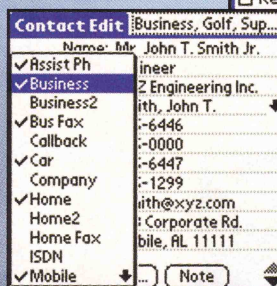 Contact Edit Business, Golf, Sup...
Name: Mr. John T. Smith Jr.
✓Assist Ph ineer
✓Business Z Engineering Inc.
Business2 ith, John T.
✓Bus Fax -6446
Callback -0000
✓Car -6447
Company -1299
✓Home ith@xyz.com
Home2 Corporate Rd.
Home Fax bile, AL 11111
ISDN
✓Mobile ...) Note